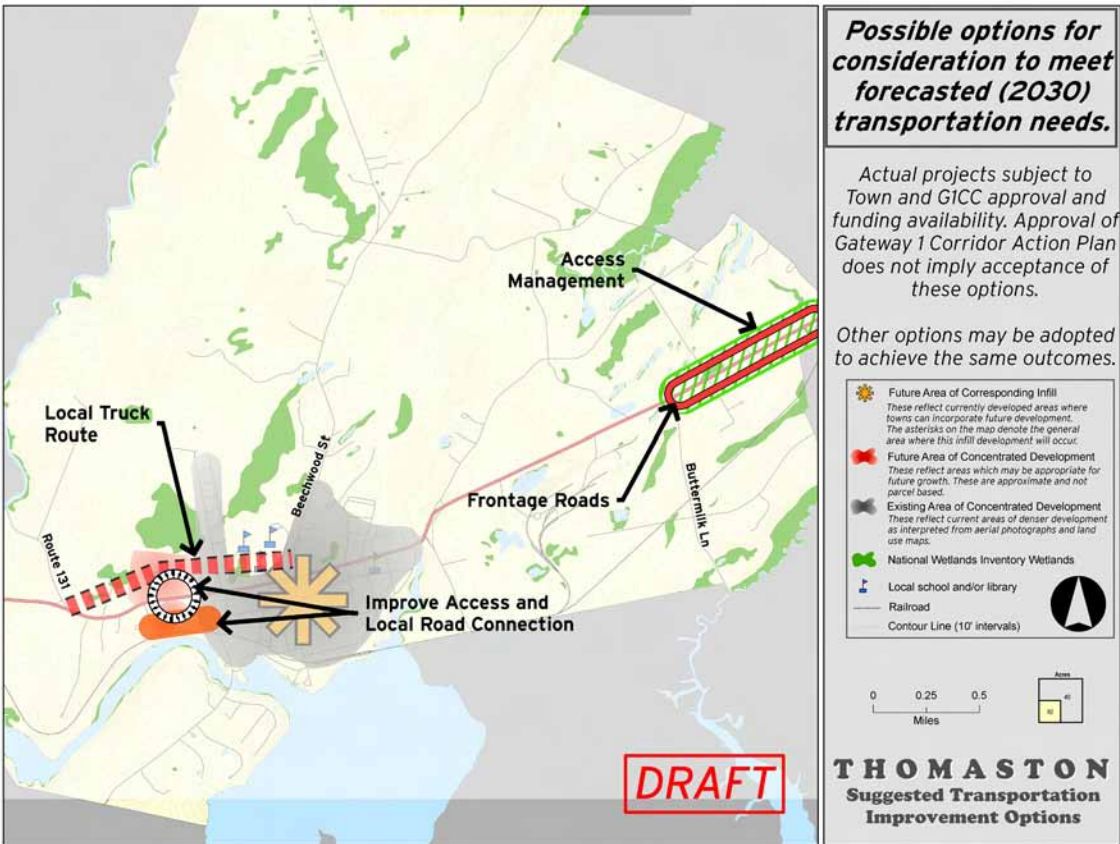 Access
Management
Local Truck
Route
Beechwood St
Frontage Roads
Buttermilk Ln
Route 131
Improve Access and
Local Road Connection
DRAFT
Possible options for
consideration to meet
forecasted (2030)
transportation needs.
Actual projects subject to
Town and G1CC approval and
funding availability. Approval of
Gateway 1 Corridor Action Plan
does not imply acceptance of
these options.
Other options may be adopted
to achieve the same outcomes.
Future Area of Corresponding Infill
These reflect currently developed areas where
towns can incorporate future development.
The asterisks on the map denote the general
area where this infill development will occur.
Future Area of Concentrated Development
These reflect areas which may be appropriate for
future growth. These are approximate and not
parcel based.
Existing Area of Concentrated Development
These reflect current areas of denser development
as interpreted from aerial photographs and land
use maps.
National Wetlands Inventory Wetlands
Local school and/or library
Railroad
Contour Line (10' intervals)
0 0.25 0.5
Miles
Acres
40
THOMASTON
Suggested Transportation
Improvement Options